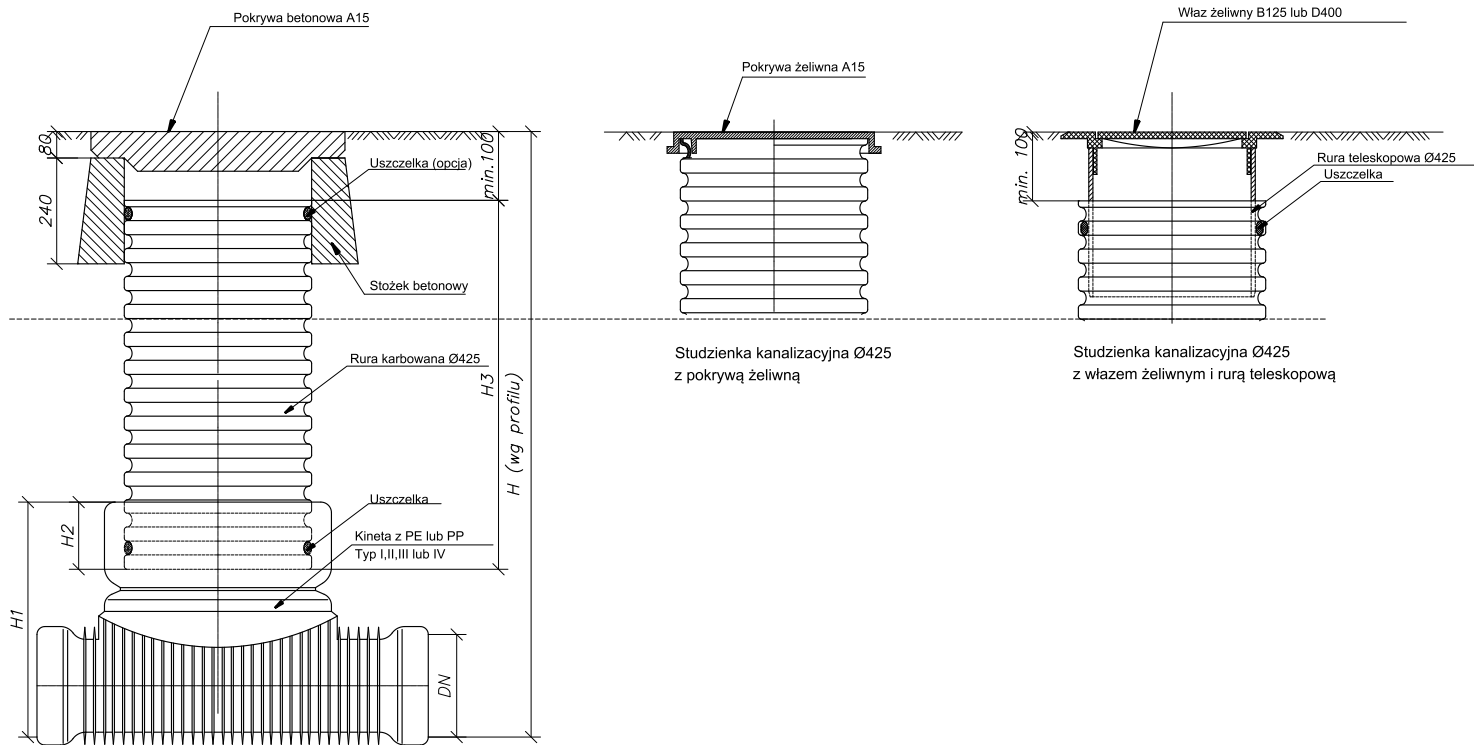 Pokrywa betonowa A15
80
240
min.100
Uszczelka (opcja)
Stożek betonowy
Rura karbowana Ø425
H3
H (wg profilu)
Uszczelka
Kineta z PE lub PP
Typ I,II,III lub IV
H2
H1
DN
Pokrywa żeliwna A15
Studzienka kanalizacyjna Ø425
z pokrywą żeliwną
Właz żeliwny B125 lub D400
min. 100
Rura teleskopowa Ø425
Uszczelka
Studzienka kanalizacyjna Ø425
z włazem żeliwnym i rurą teleskopową